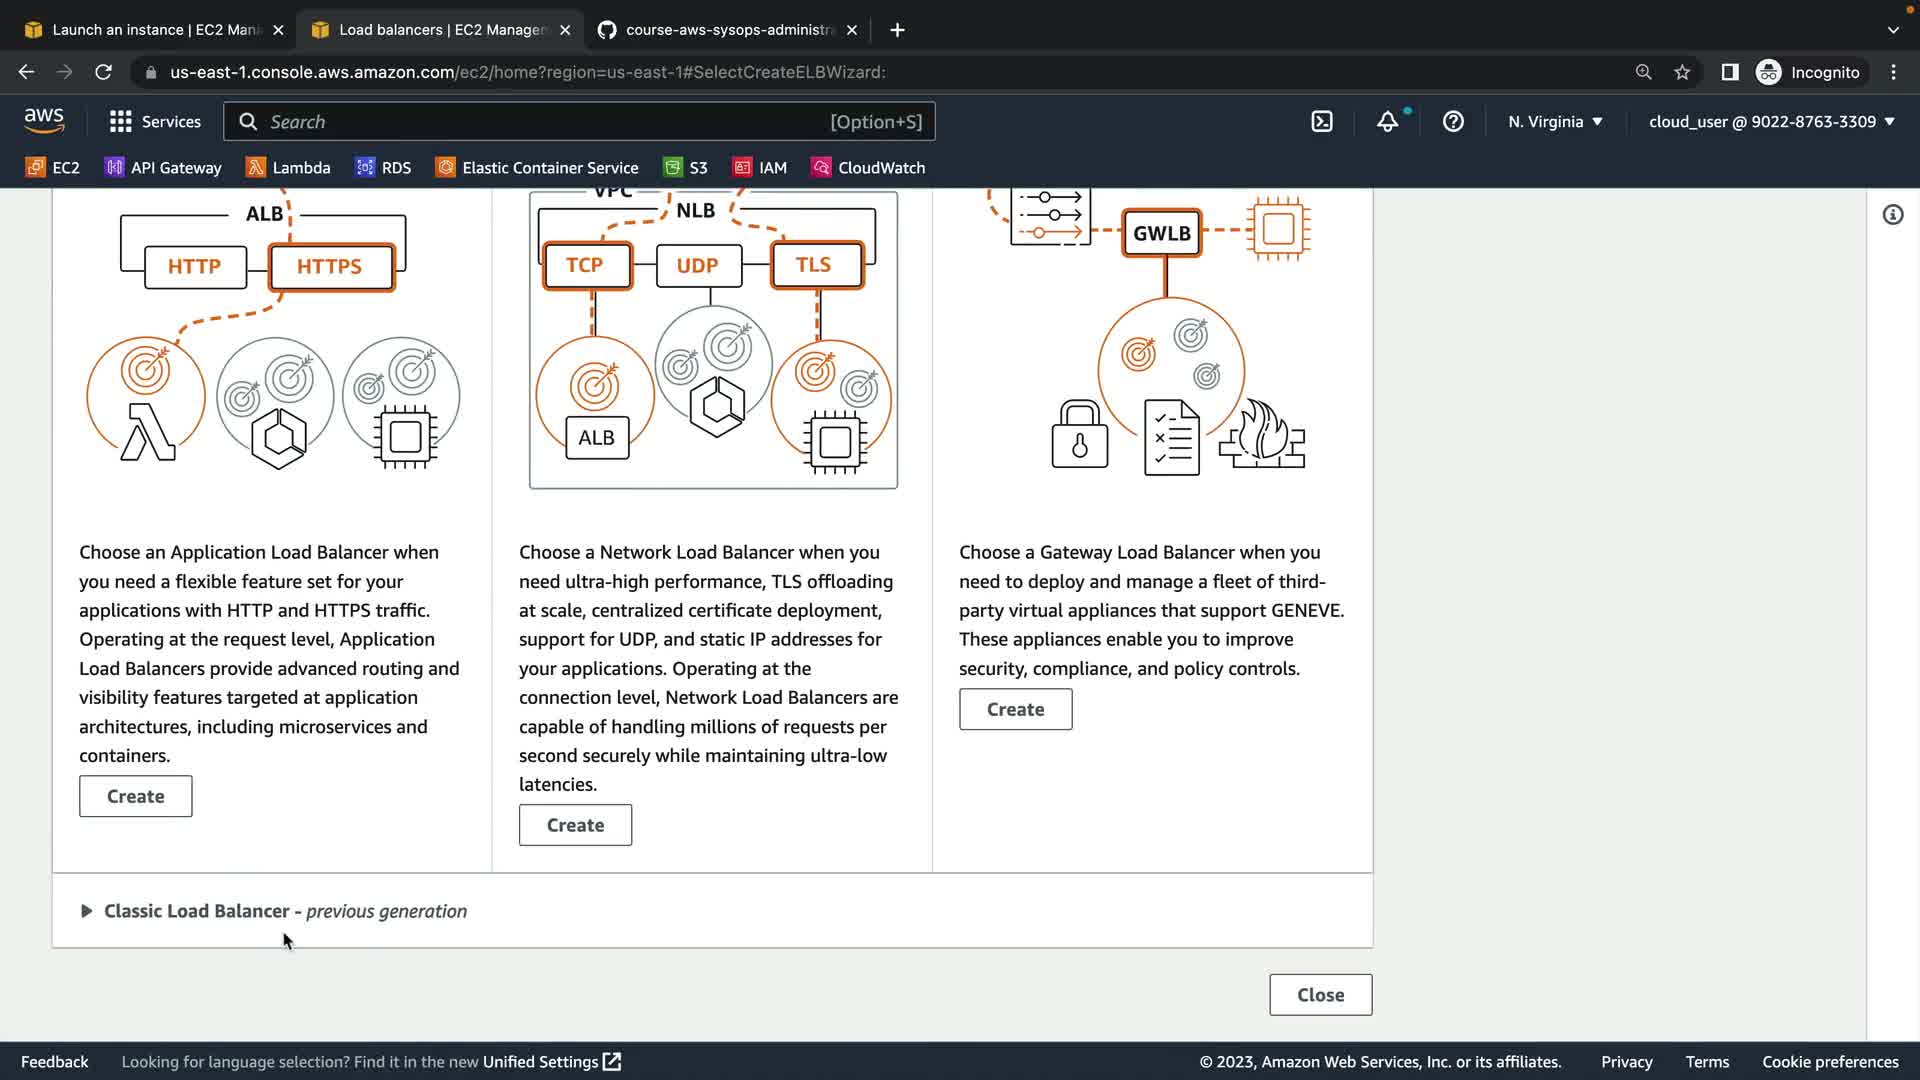 Launch an instance | EC2 Man
Load balancers | EC2 Managem
course-aws-sysops-administra
us-east-1.console.aws.amazon.com/ec2/home?region=us-east-1#SelectCreateELBWizard:
Incognito
aws
Services
Search
[Option+S]
N. Virginia
cloud_user @ 9022-8763-3309
EC2
API Gateway
Lambda
RDS
Elastic Container Service
S3
IAM
CloudWatch
ALB
HTTP
HTTPS
VPC
NLB
TCP
UDP
TLS
ALB
GWLB
Choose an Application Load Balancer when
you need a flexible feature set for your
applications with HTTP and HTTPS traffic.
Operating at the request level, Application
Load Balancers provide advanced routing and
visibility features targeted at application
architectures, including microservices and
containers.
Create
Choose a Network Load Balancer when you
need ultra-high performance, TLS offloading
at scale, centralized certificate deployment,
support for UDP, and static IP addresses for
your applications. Operating at the
connection level, Network Load Balancers are
capable of handling millions of requests per
second securely while maintaining ultra-low
latencies.
Create
Choose a Gateway Load Balancer when you
need to deploy and manage a fleet of third-
party virtual appliances that support GENEVE.
These appliances enable you to improve
security, compliance, and policy controls.
Create
Classic Load Balancer - previous generation
Close
Feedback
Looking for language selection? Find it in the new Unified Settings
© 2023, Amazon Web Services, Inc. or its affiliates.
Privacy
Terms
Cookie preferences